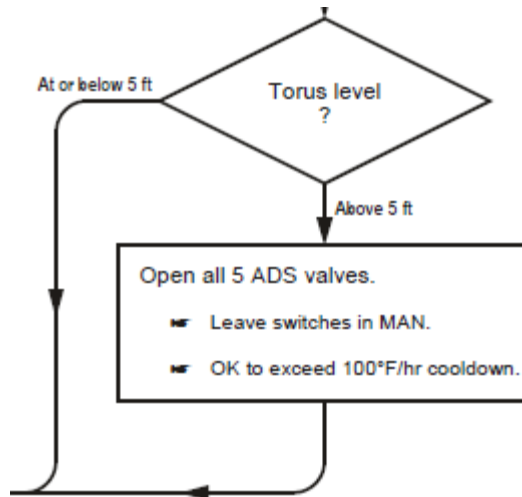 Torus level
?
At or below 5 ft
Above 5 ft
Open all 5 ADS valves.
☛ Leave switches in MAN.
☛ OK to exceed 100°F/hr cooldown.